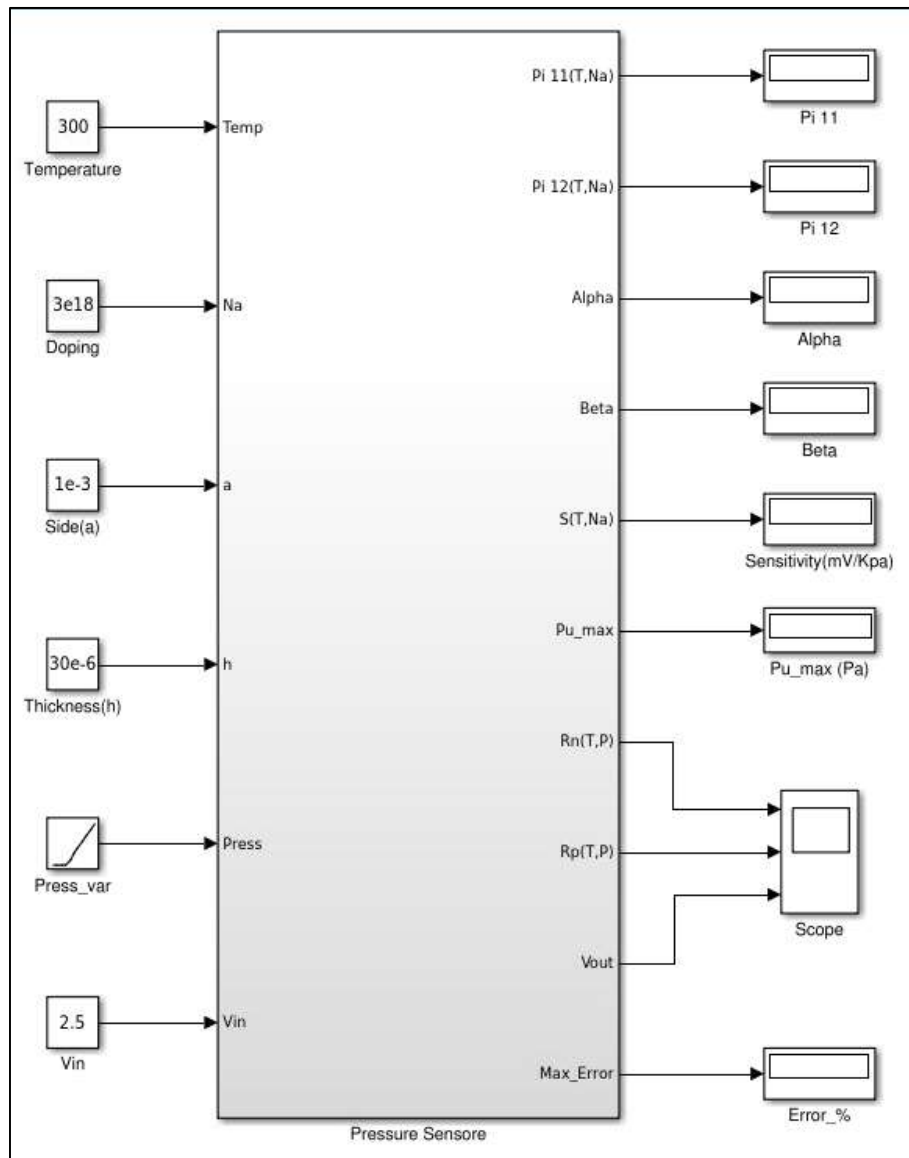 Pi 11(T,Na)
Pi 11
300
Temp
Temperature
Pi 12(T,Na)
Pi 12
3e18
Na
Doping
Alpha
Alpha
Beta
Beta
1e-3
a
Side(a)
S(T,Na)
Sensitivity(mV/Kpa)
Pu_max
Pu_max (Pa)
30e-6
h
Thickness(h)
Rn(T,P)
Press
Press_var
Rp(T,P)
Scope
Vout
2.5
Vin
Vin
Max_Error
Error_%
Pressure Sensore